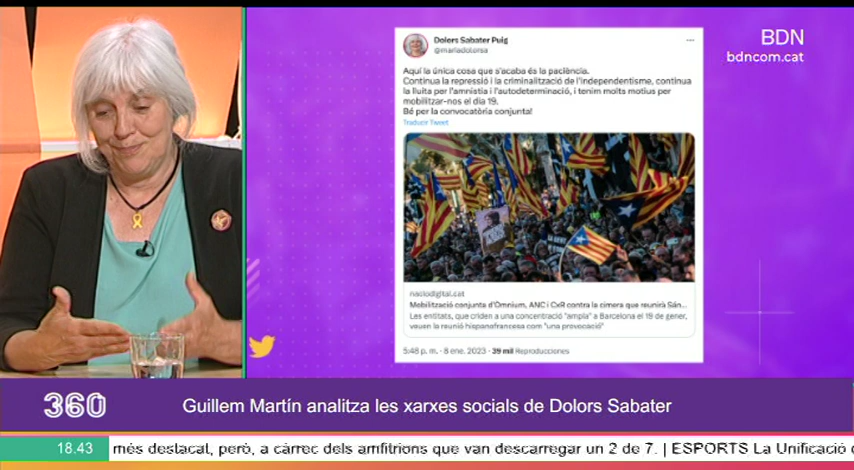 BDN
bdncom.cat
Dolors Sabater Puig
@mariadolorsa
Aquí la única cosa que s'acaba és la paciència.
Continua la repressió i la criminalització de l'independentisme, continua
la lluita per l'amnistia i l'autodeterminació, i tenim molts motius per
mobilitzar-nos el dia 19.
Bé per la convocatòria conjunta!
Traducir Tweet
naciodigital.cat
Mobilització conjunta d'Òmnium, ANC i CxR contra la cimera que reunirà Sán...
Les entitats, que criden a una concentració "àmplia" a Barcelona el 19 de gener,
veuen la reunió hispanofrancesa com "una provocació"
5:48 p. m. · 8 ene. 2023 · 39 mil Reproducciones
360
Guillem Martín analitza les xarxes socials de Dolors Sabater
18.43 més destacat, però, a càrrec dels amfitrions que van descarregar un 2 de 7. | ESPORTS La Unificació